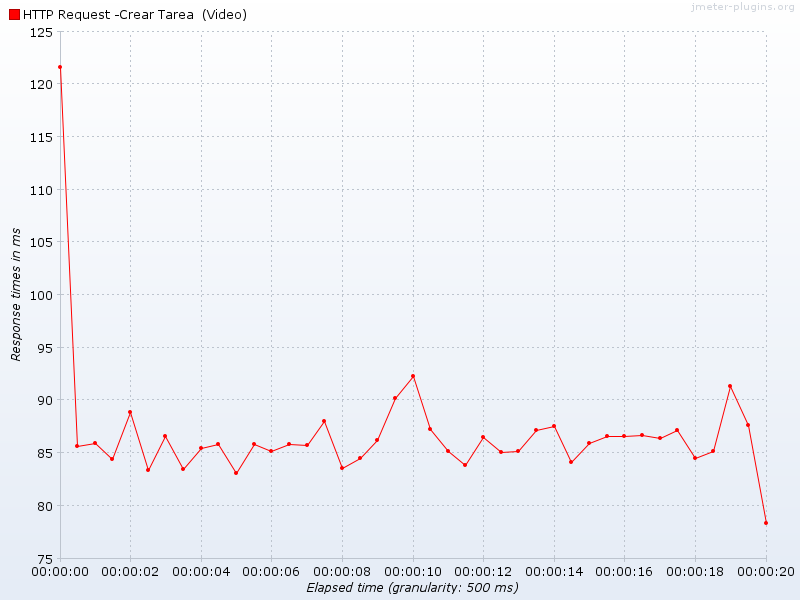 jmeter-plugins.org
HTTP Request -Crear Tarea  (Video)
125
120
115
110
105
100
95
90
85
80
75
Response times in ms
00:00:00 00:00:02 00:00:04 00:00:06 00:00:08 00:00:10 00:00:12 00:00:14 00:00:16 00:00:18 00:00:20
Elapsed time (granularity: 500 ms)